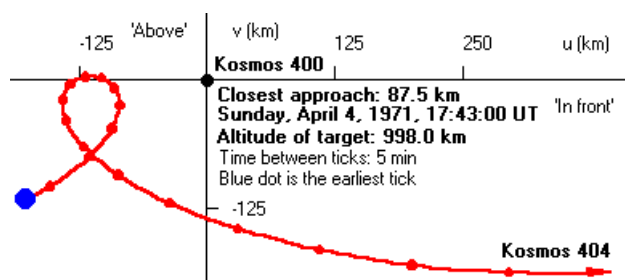 'Above' v (km)
-125 125 250 u (km)
Kosmos 400
Closest approach: 87.5 km
Sunday, April 4, 1971, 17:43:00 UT 'In front'
Altitude of target: 998.0 km
Time between ticks: 5 min
Blue dot is the earliest tick
-125
Kosmos 404